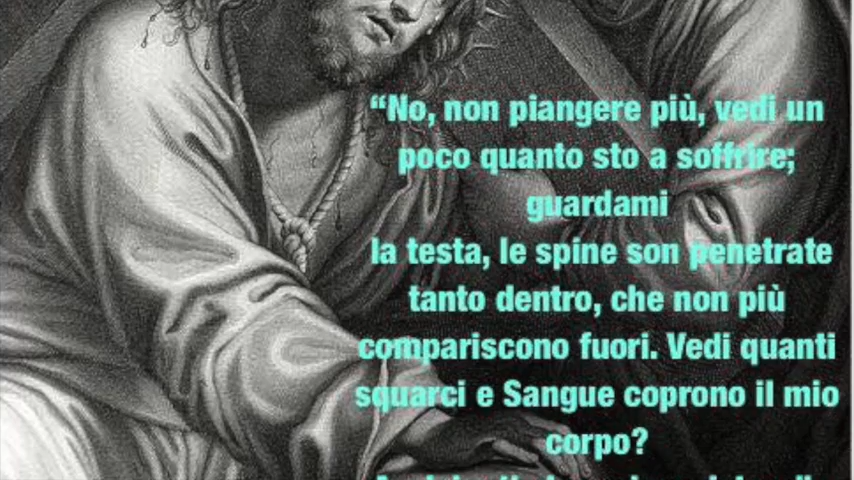 “No, non piangere più, vedi un
poco quanto sto a soffrire;
guardami
la testa, le spine son penetrate
tanto dentro, che non più
compariscono fuori. Vedi quanti
squarci e Sangue coprono il mio
corpo?